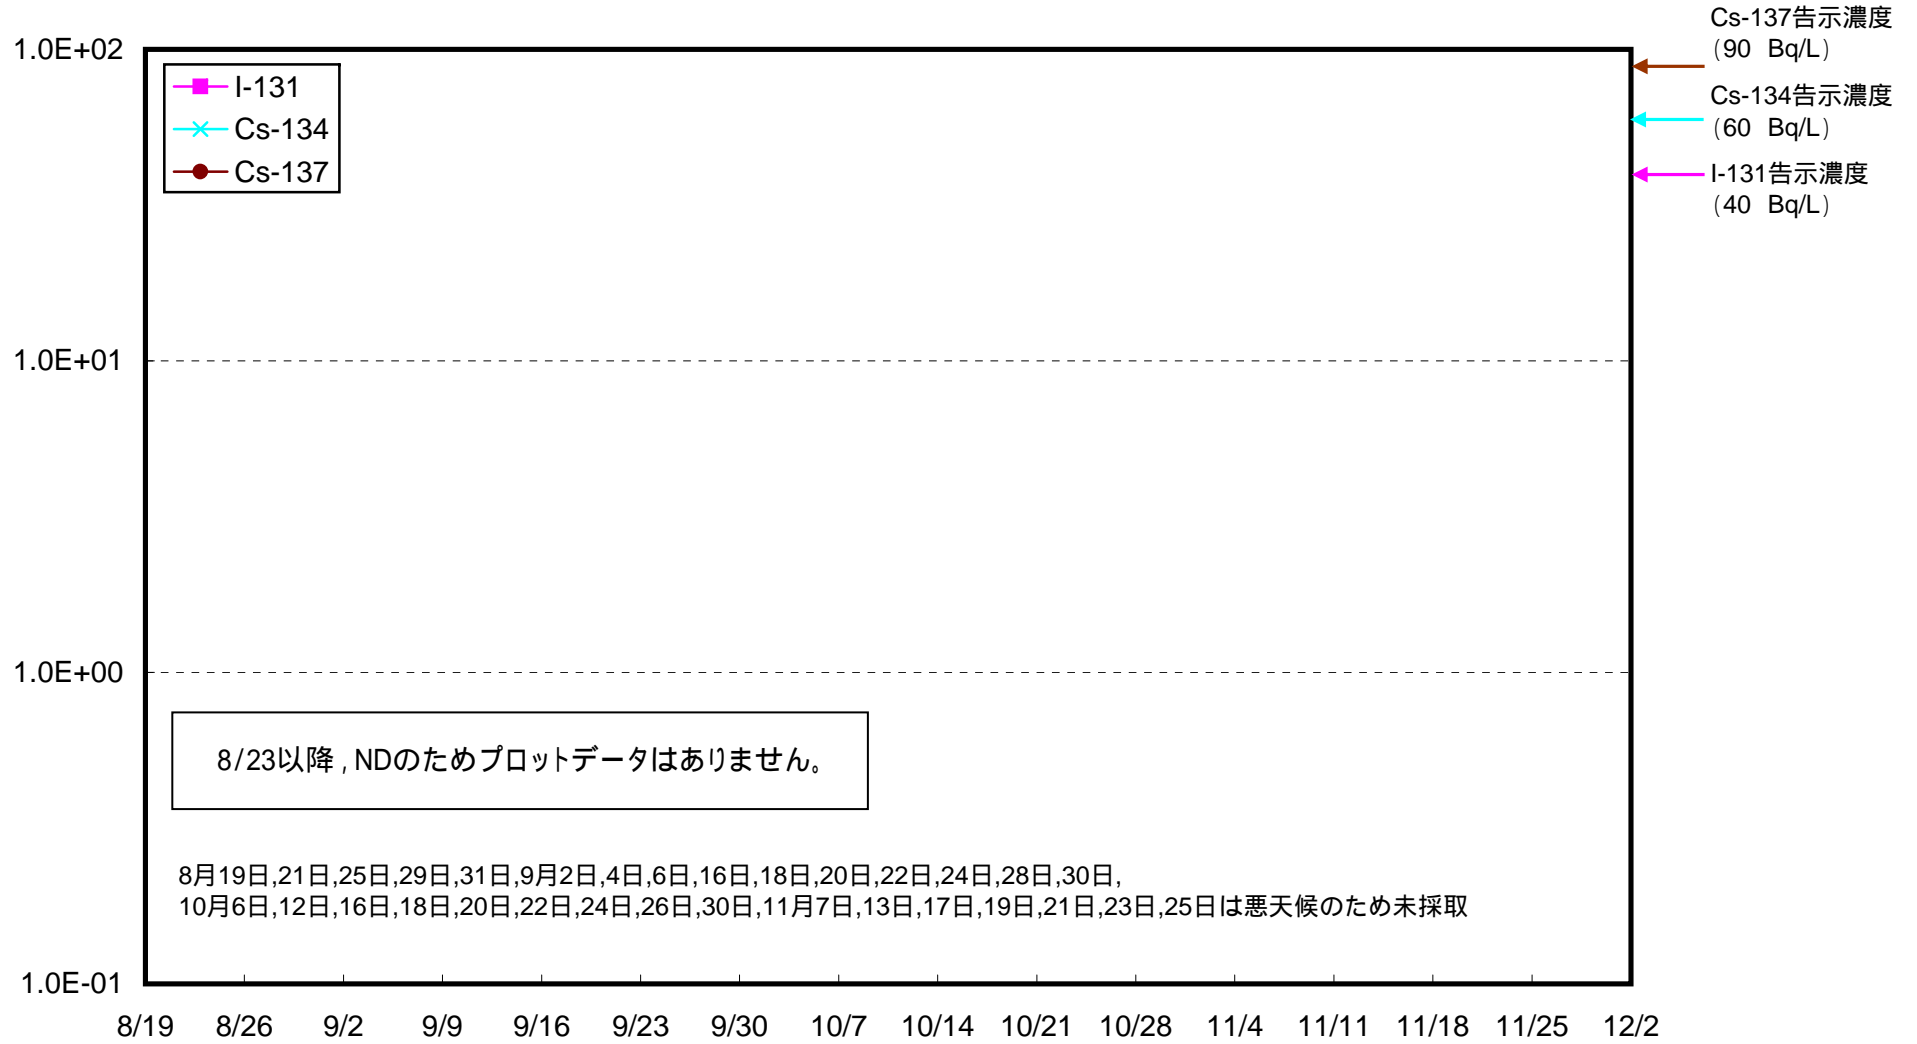 Cs-137告示濃度
(90 Bq/L)
Cs-134告示濃度
(60 Bq/L)
I-131告示濃度
(40 Bq/L)
1.0E+02
1.0E+01
1.0E+00
1.0E-01
I-131
Cs-134
Cs-137
8/23以降,NDのためプロットデータはありません。
8月19日,21日,25日,29日,31日,9月2日,4日,6日,16日,18日,20日,22日,24日,28日,30日,
10月6日,12日,16日,18日,20日,22日,24日,26日,30日,11月7日,13日,17日,19日,21日,23日,25日は悪天候のため未採取
8/19 8/26 9/2 9/9 9/16 9/23 9/30 10/7 10/14 10/21 10/28 11/4 11/11 11/18 11/25 12/2